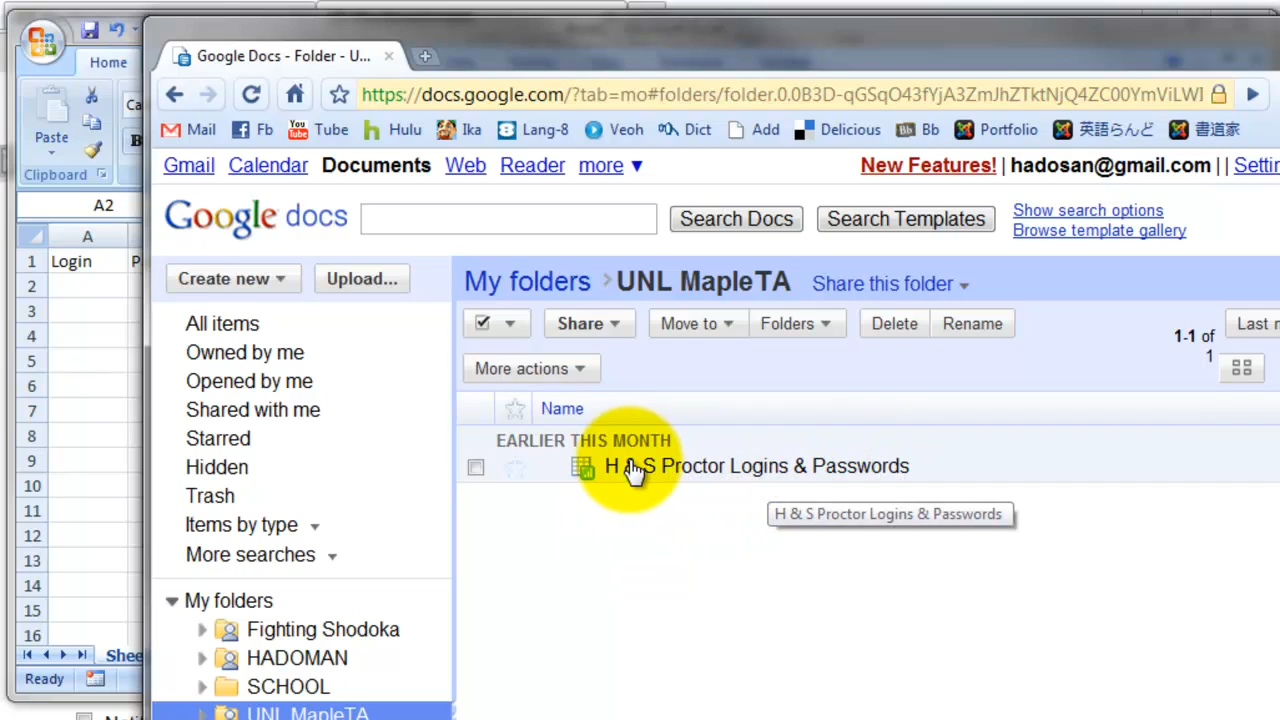 Google Docs - Folder - U...
Home
https://docs.google.com/?tab=mo#folders/folder.0.0B3D-qGSqO43fYjA3ZmJhZTktNjQ4ZC00YmViLWI
Mail Fb Tube Hulu Ika Lang-8 Veoh Dict Add Delicious Bb Portfolio 英語らんど 書道家
Paste
Clipboard
Gmail Calendar Documents Web Reader more ▼ New Features! | hadosan@gmail.com | | Settin
A2
Google docs Search Docs Search Templates Show search options
Browse template gallery
A
1 Login P
2
3
4
5
6
7
8
9
10
11
12
13
14
15
16
Create new Upload...
All items
Owned by me
Opened by me
Shared with me
Starred
Hidden
Trash
Items by type
More searches
My folders
Fighting Shodoka
HADOMAN
SCHOOL
UNL MapleTA
My folders UNL MapleTA Share this folder
Share Move to Folders Delete Rename 1-1 of 1 Last m
More actions
Name
EARLIER THIS MONTH
H & S Proctor Logins & Passwords
H & S Proctor Logins & Passwords
Shee
Ready